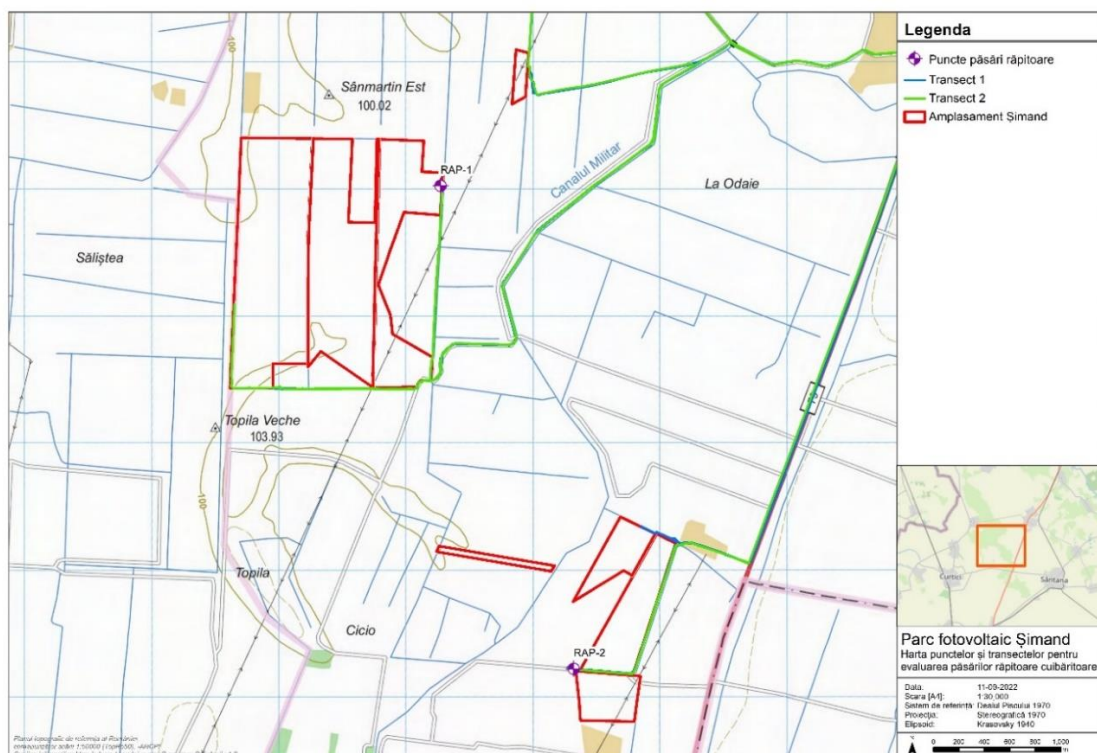 Legenda
Puncte păsări răpitoare
Transect 1
Transect 2
Amplasament Șimand
100
Sânmartin Est
100.02
RAP-1
Canalul Militar
La Odaie
Săliștea
Topila Veche
103.93
100
79
Topila
Cicio
RAP-2
Curtici
Sântana
Parc fotovoltaic Șimand
Harta punctelor și transectelor pentru
evaluarea păsărilor răpitoare cuibăritoare
Data: 11-09-2022
Scara [A4]: 1:30,000
Sistem de referință: Dealul Piscului 1970
Proiecția: Stereografică 1970
Elipsoid: Krasovsky 1940
0 200 400 600 800 1,000